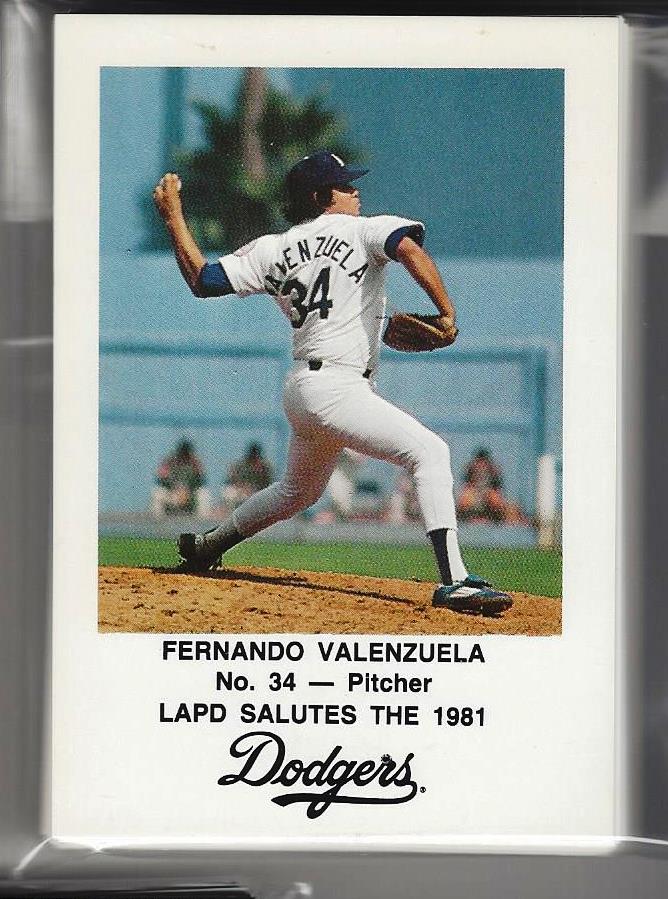 VALENZUELA
34
FERNANDO VALENZUELA
No. 34 — Pitcher
LAPD SALUTES THE 1981
Dodgers